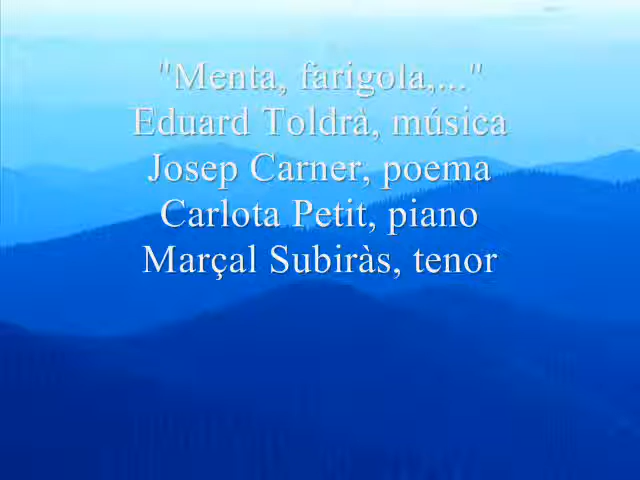 "Menta, farigola,..."
Eduard Toldrà, música
Josep Carner, poema
Carlota Petit, piano
Marçal Subiràs, tenor